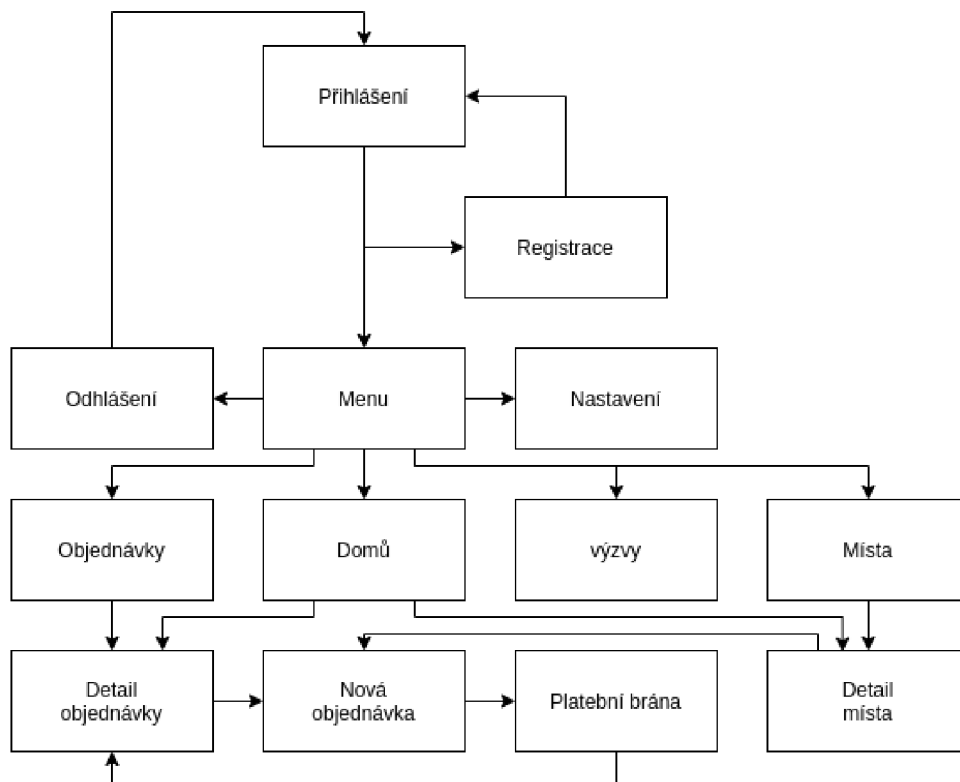 Přihlášení
Registrace
Odhlášení
Menu
Nastavení
Objednávky
Domů
výzvy
Místa
Detail
objednávky
Nová
objednávka
Platební brána
Detail
místa